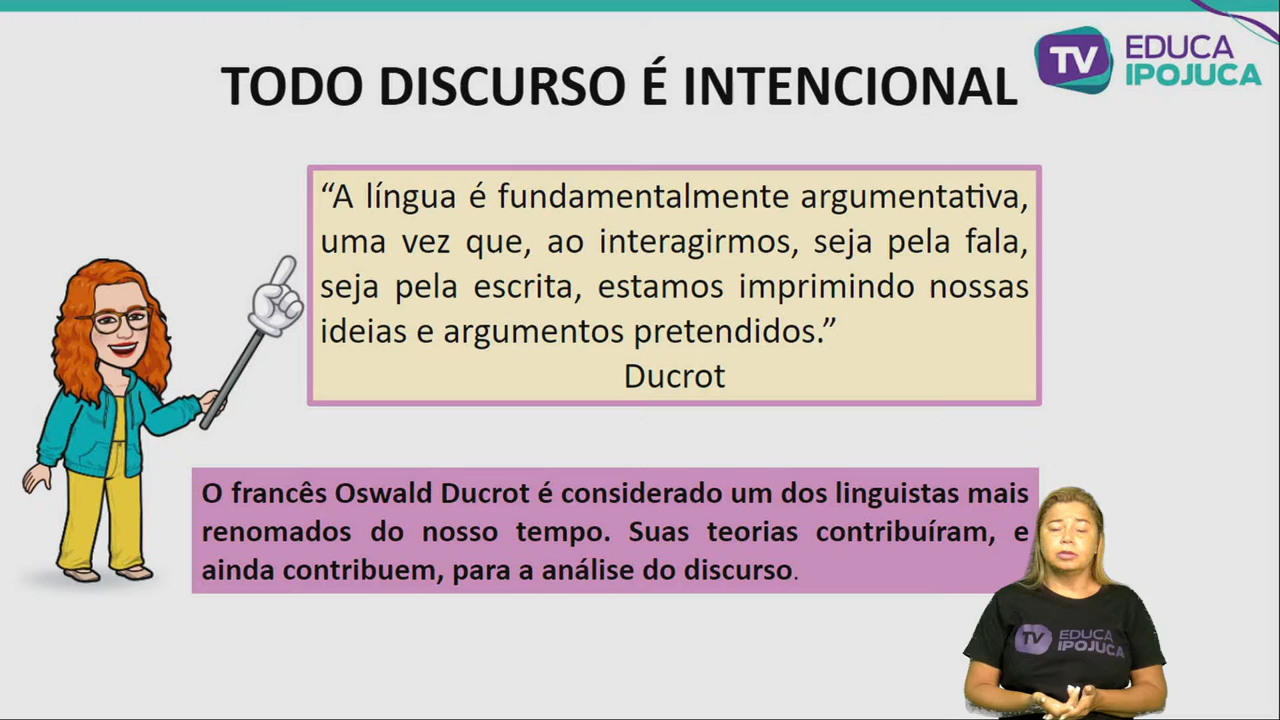 TODO DISCURSO É INTENCIONAL
TV EDUCA
IPOJUCA
“A língua é fundamentalmente argumentativa,
uma vez que, ao interagirmos, seja pela fala,
seja pela escrita, estamos imprimindo nossas
ideias e argumentos pretendidos.”
Ducrot
O francês Oswald Ducrot é considerado um dos linguistas mais
renomados do nosso tempo. Suas teorias contribuíram, e
ainda contribuem, para a análise do discurso.
TV EDUCA
IPOJUCA